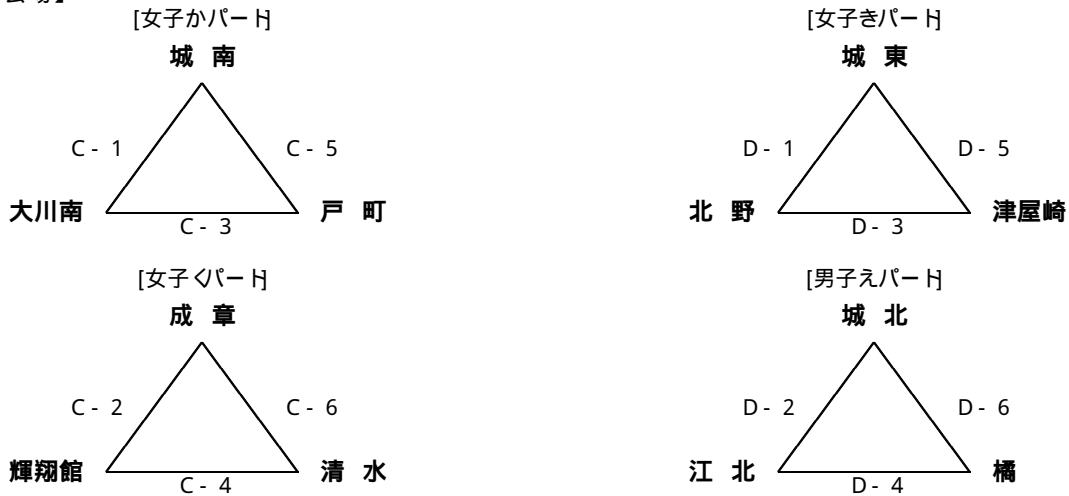 [女子かパート]
城 南
C - 1
C - 5
大川南
戸 町
C - 3
[女子きパート]
城 東
D - 1
D - 5
北 野
津屋崎
D - 3
[女子くパート]
成 章
C - 2
C - 6
輝翔館
清 水
C - 4
[男子えパート]
城 北
D - 2
D - 6
江 北
橘
D - 4